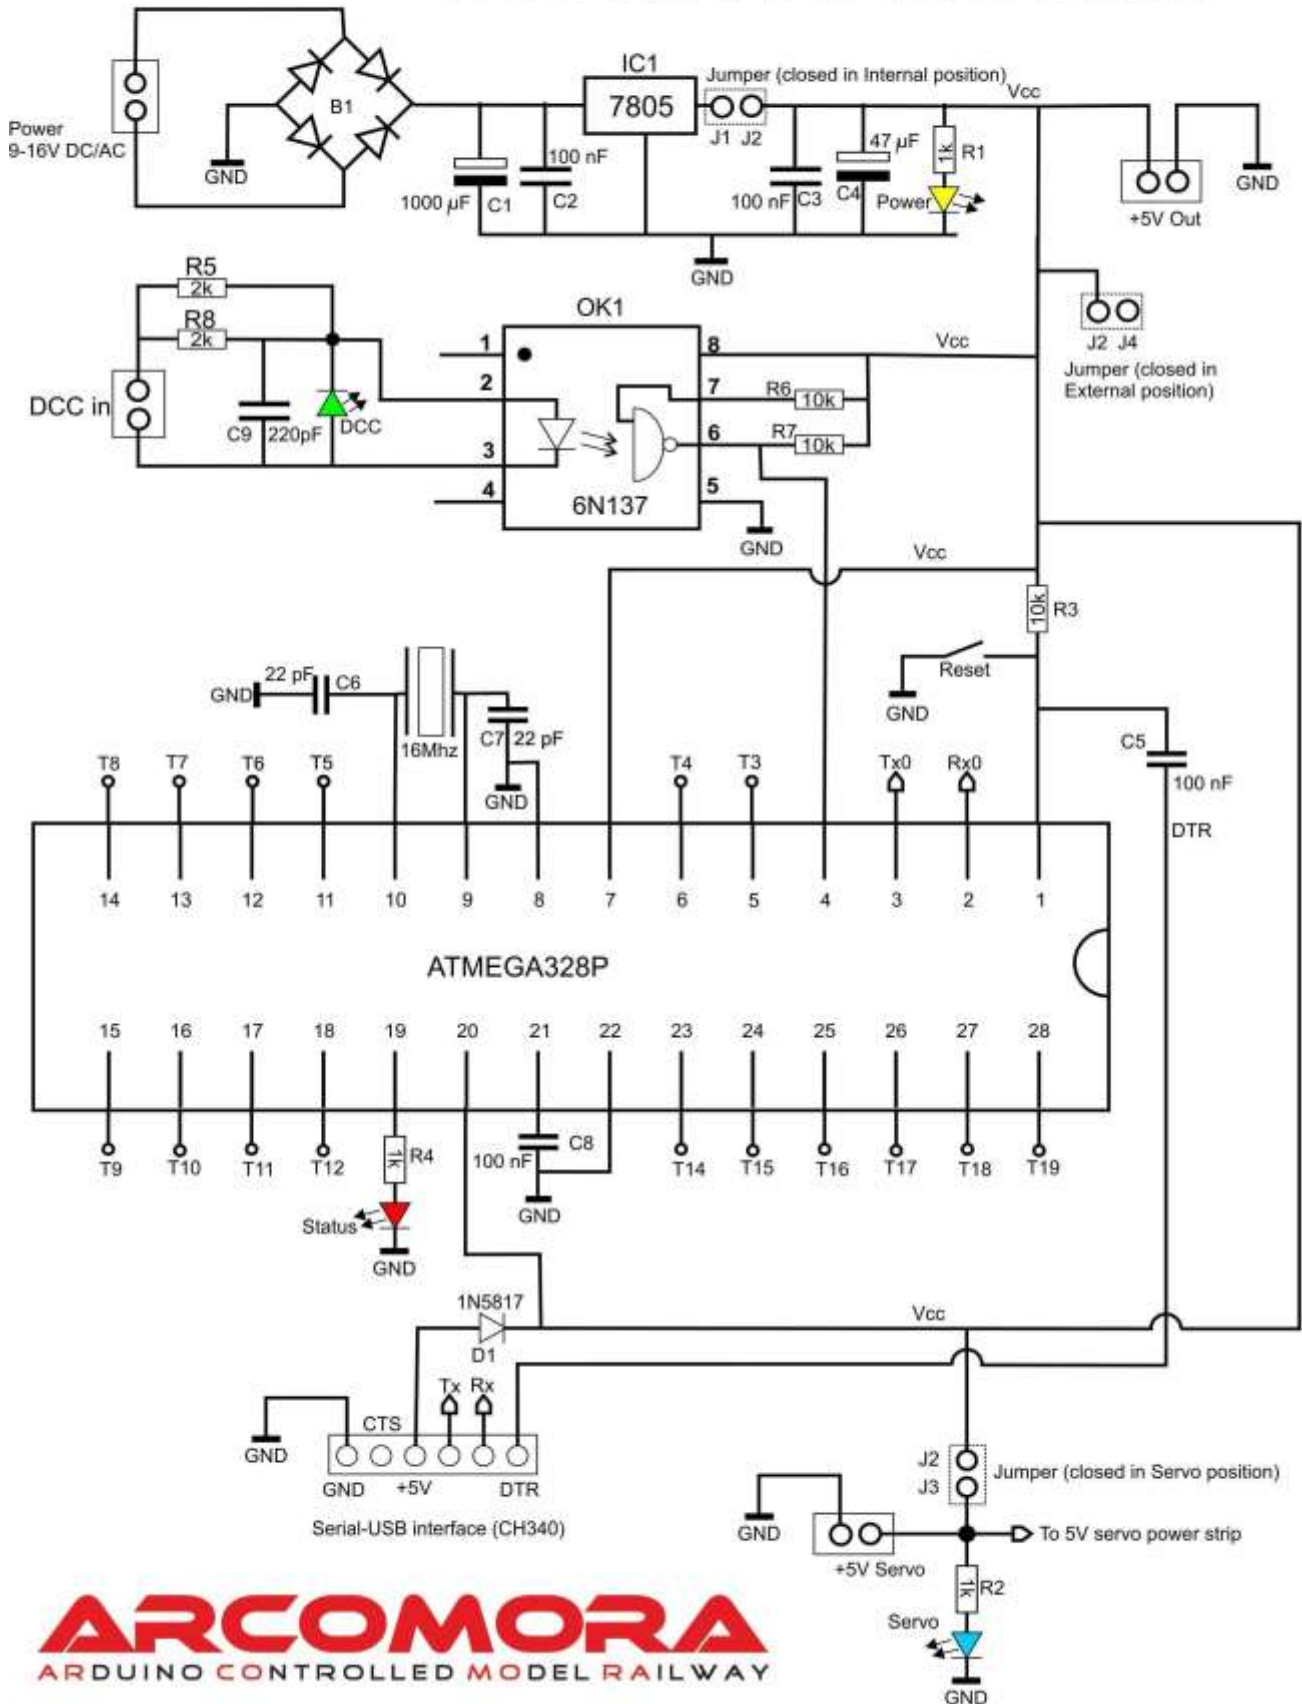 IC1
7805
Jumper (closed in Internal position)
J1 J2
Vcc
B1
Power
9-16V DC/AC
GND
1000 µF C1
100 nF
C2
100 nF C3
47 µF
C4
1k R1
Power
GND
+5V Out
GND
R5
2k
R8
2k
DCC in
C9 220pF
DCC
OK1
1
2
3
4
8
7
6
5
6N137
R6 10k
R7 10k
Vcc
GND
J2 J4
Jumper (closed in
External position)
Vcc
10k R3
Reset
GND
C5
100 nF
DTR
22 pF C6
GND
16Mhz
C7 22 pF
GND
T8 T7 T6 T5 T4 T3 Tx0 Rx0
14 13 12 11 10 9 8 7 6 5 4 3 2 1
ATMEGA328P
15 16 17 18 19 20 21 22 23 24 25 26 27 28
T9 T10 T11 T12 T14 T15 T16 T17 T18 T19
1k R4
Status
GND
100 nF C8
GND
1N5817
D1
Vcc
Tx Rx
CTS
GND
GND +5V DTR
Serial-USB interface (CH340)
J2
J3
Jumper (closed in Servo position)
GND
+5V Servo
To 5V servo power strip
1k R2
Servo
GND
ARCOMORA
ARDUINO CONTROLLED MODEL RAILWAY